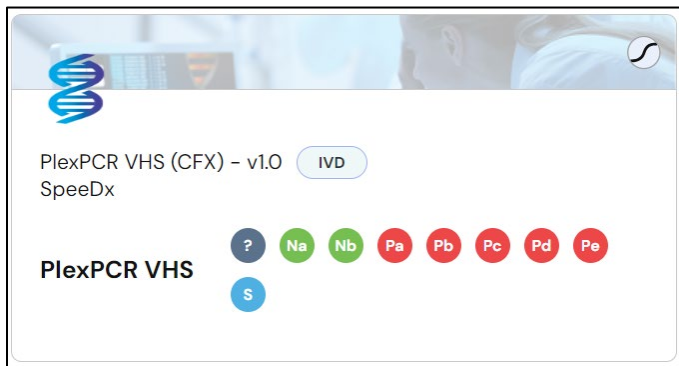 PlexPCR VHS (CFX) - v1.0 IVD
SpeeDx
PlexPCR VHS ? Na Nb Pa Pb Pc Pd Pe
S